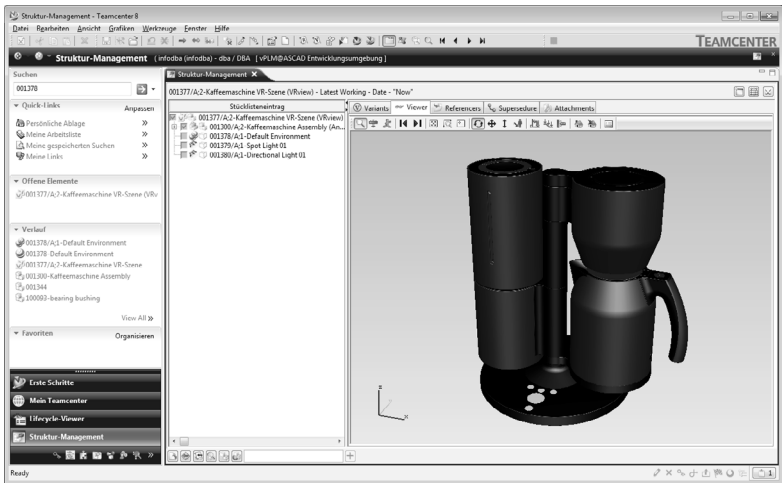 Struktur-Management - Teamcenter 8
Datei Bearbeiten Ansicht Grafiken Werkzeuge Fenster Hilfe
Struktur-Management ( infodba (infodba) - dba / DBA [ vPLM@ASCAD Entwicklungsumgebung )
TEAMCENTER
Suchen
001378
Quick-Links Anpassen
Persönliche Ablage
Meine Arbeitsliste
Meine gespeicherten Suchen
Meine Links
Offene Elemente
001377/A;2-Kaffeemaschine VR-Szene (VRv
Verlauf
001378/A;1-Default Environment
001378-Default Environment
001377/A;2-Kaffeemaschine VR-Szene
001300-Kaffeemaschine Assembly
001344
100093-bearing bushing
View All
Favoriten Organisieren
Erste Schritte
Mein Teamcenter
Lifecycle-Viewer
Struktur-Management
Struktur-Management
001377/A;2-Kaffeemaschine VR-Szene (VRview) - Latest Working - Date - "Now"
Stücklisteneintrag
001377/A;2-Kaffeemaschine VR-Szene (VRview)
001300/A;2-Kaffeemaschine Assembly (An...
001378/A;1-Default Environment
001379/A;1-Spot Light 01
001380/A;1-Directional Light 01
Variants Viewer Referencers Supersedure Attachments
z
x
Ready
1